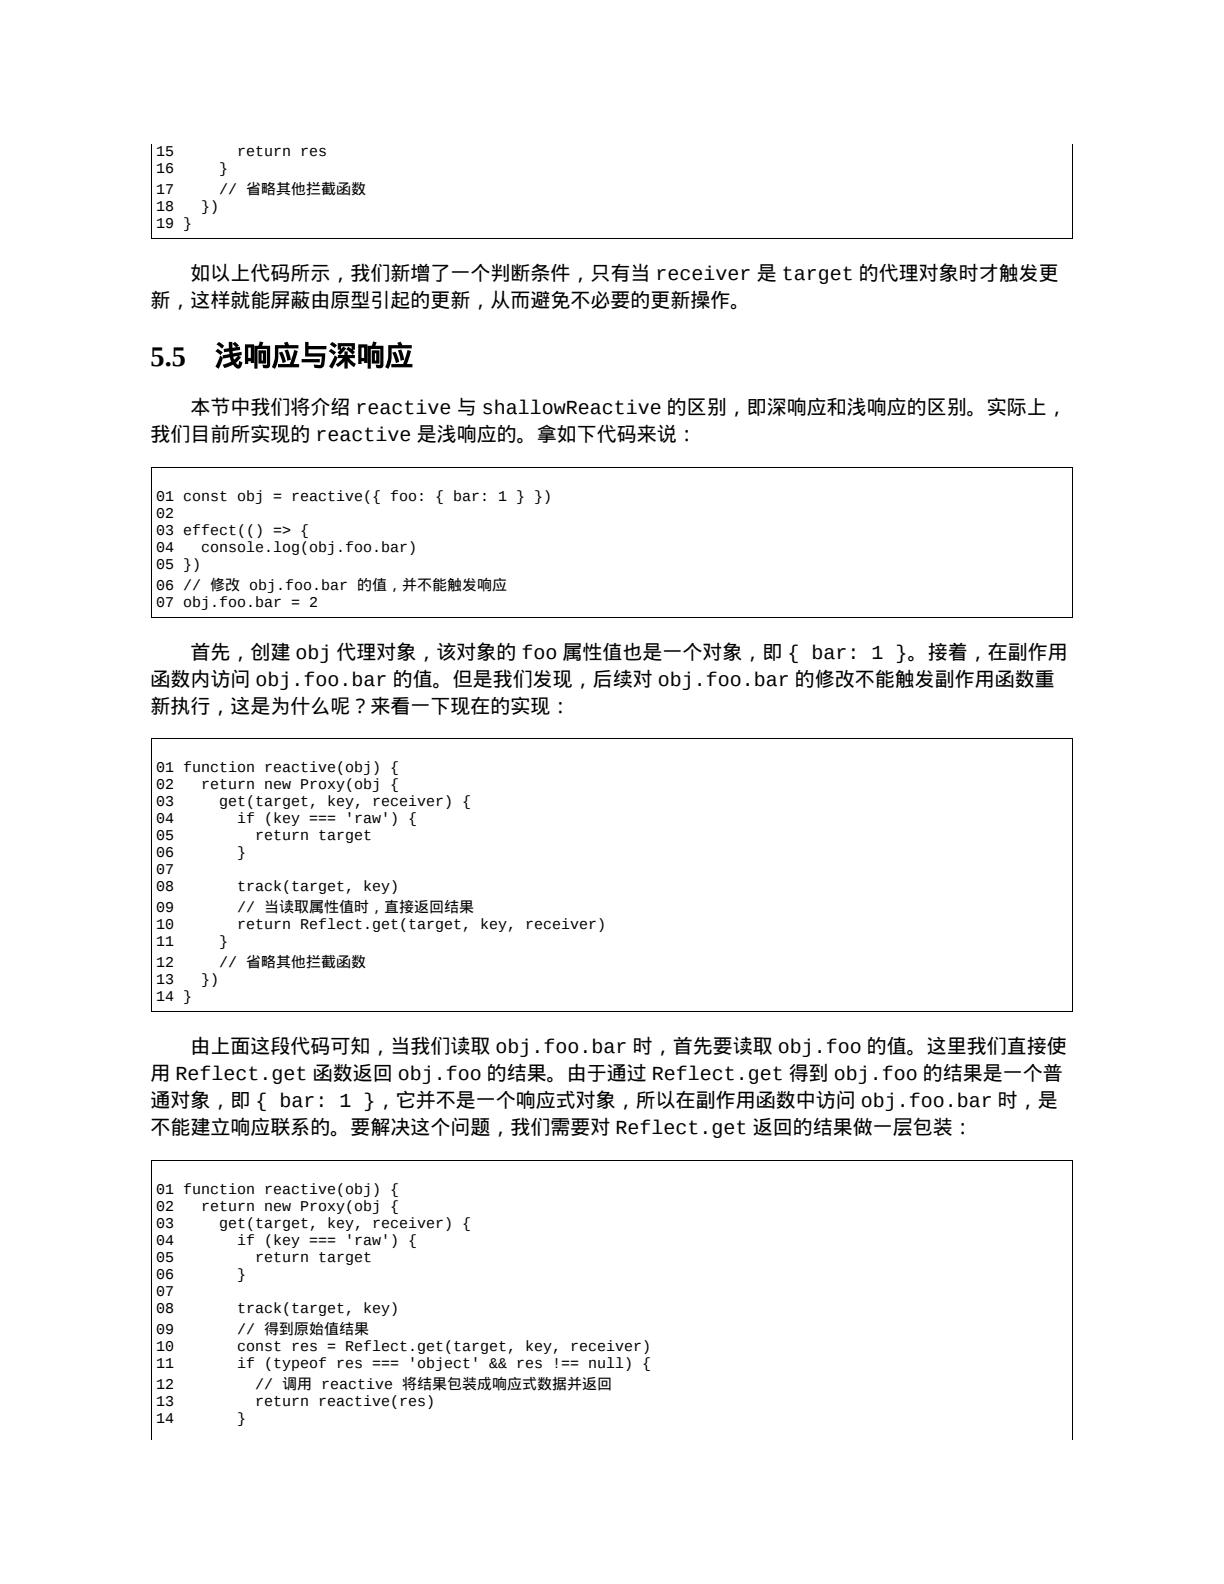 15       return res
16     }
17     // 省略其他拦截函数
18   })
19 }
如以上代码所示，我们新增了一个判断条件，只有当 receiver 是 target 的代理对象时才触发更
新，这样就能屏蔽由原型引起的更新，从而避免不必要的更新操作。
5.5　浅响应与深响应
本节中我们将介绍 reactive 与 shallowReactive 的区别，即深响应和浅响应的区别。实际上，
我们目前所实现的 reactive 是浅响应的。拿如下代码来说：
01 const obj = reactive({ foo: { bar: 1 } })
02
03 effect(() => {
04   console.log(obj.foo.bar)
05 })
06 // 修改 obj.foo.bar 的值，并不能触发响应
07 obj.foo.bar = 2
首先，创建 obj 代理对象，该对象的 foo 属性值也是一个对象，即 { bar: 1 }。接着，在副作用
函数内访问 obj.foo.bar 的值。但是我们发现，后续对 obj.foo.bar 的修改不能触发副作用函数重
新执行，这是为什么呢？来看一下现在的实现：
01 function reactive(obj) {
02   return new Proxy(obj {
03     get(target, key, receiver) {
04       if (key === 'raw') {
05         return target
06       }
07
08       track(target, key)
09       // 当读取属性值时，直接返回结果
10       return Reflect.get(target, key, receiver)
11     }
12     // 省略其他拦截函数
13   })
14 }
由上面这段代码可知，当我们读取 obj.foo.bar 时，首先要读取 obj.foo 的值。这里我们直接使
用 Reflect.get 函数返回 obj.foo 的结果。由于通过 Reflect.get 得到 obj.foo 的结果是一个普
通对象，即 { bar: 1 }，它并不是一个响应式对象，所以在副作用函数中访问 obj.foo.bar 时，是
不能建立响应联系的。要解决这个问题，我们需要对 Reflect.get 返回的结果做一层包装：
01 function reactive(obj) {
02   return new Proxy(obj {
03     get(target, key, receiver) {
04       if (key === 'raw') {
05         return target
06       }
07
08       track(target, key)
09       // 得到原始值结果
10       const res = Reflect.get(target, key, receiver)
11       if (typeof res === 'object' && res !== null) {
12         // 调用 reactive 将结果包装成响应式数据并返回
13         return reactive(res)
14       }